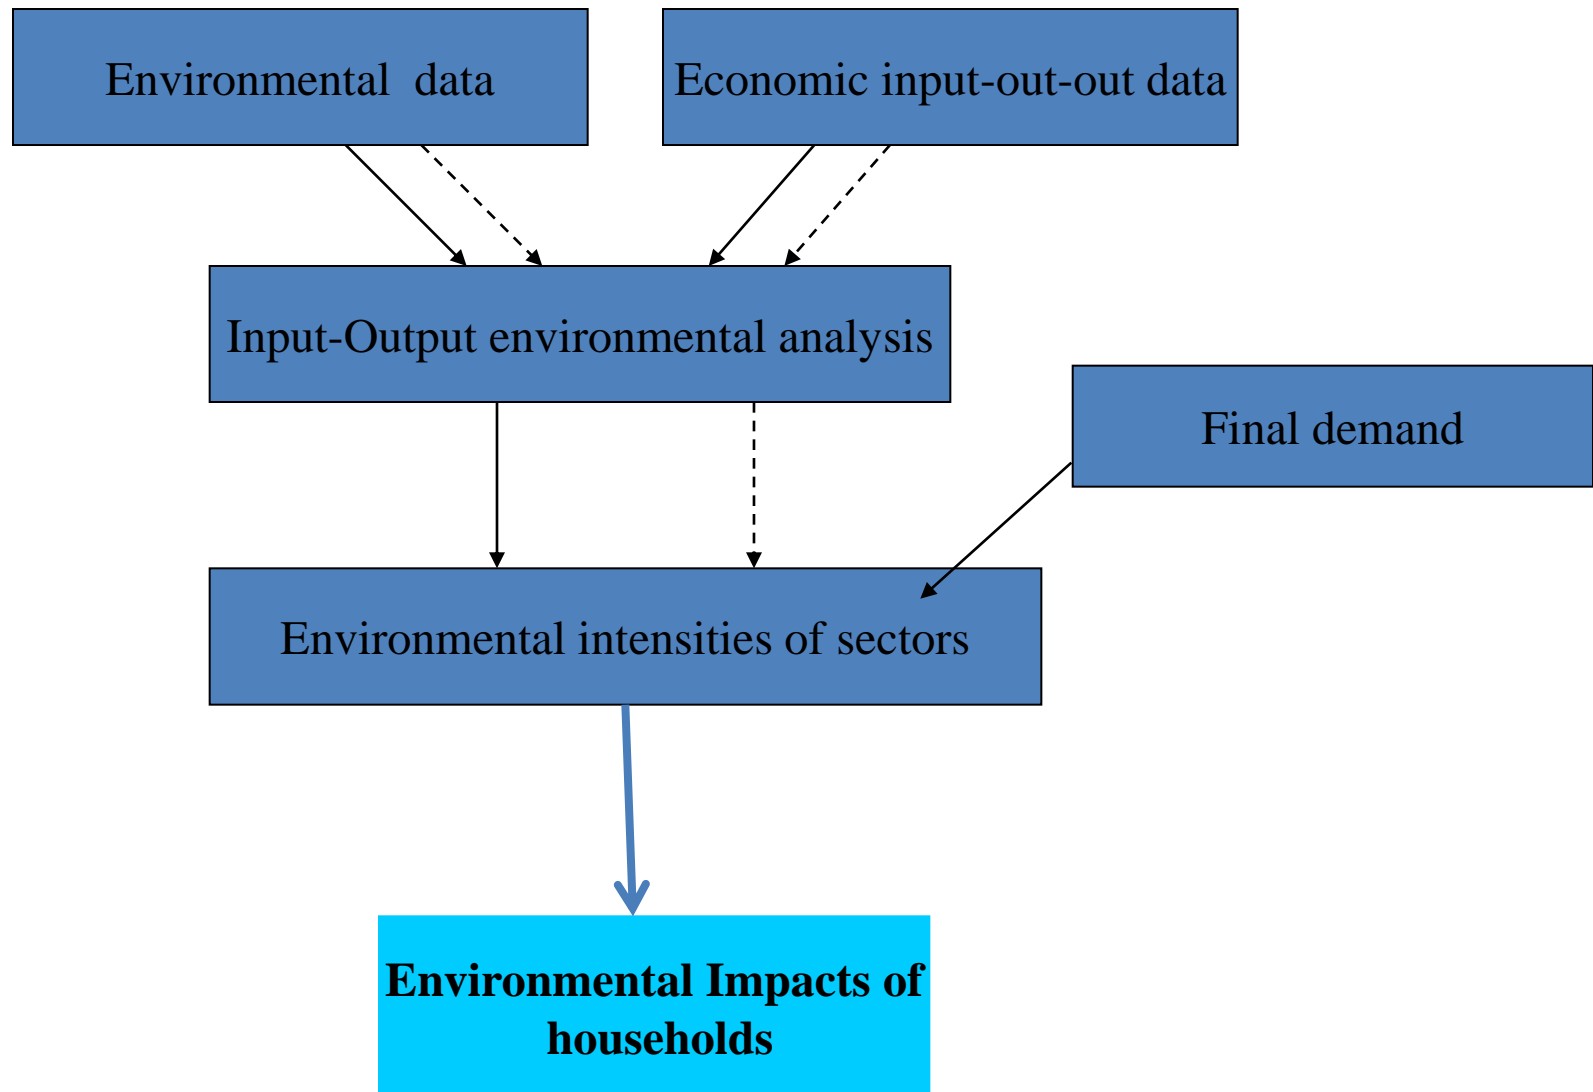 Environmental data
Economic input-out-out data
Input-Output environmental analysis
Final demand
Environmental intensities of sectors
Environmental Impacts of
households